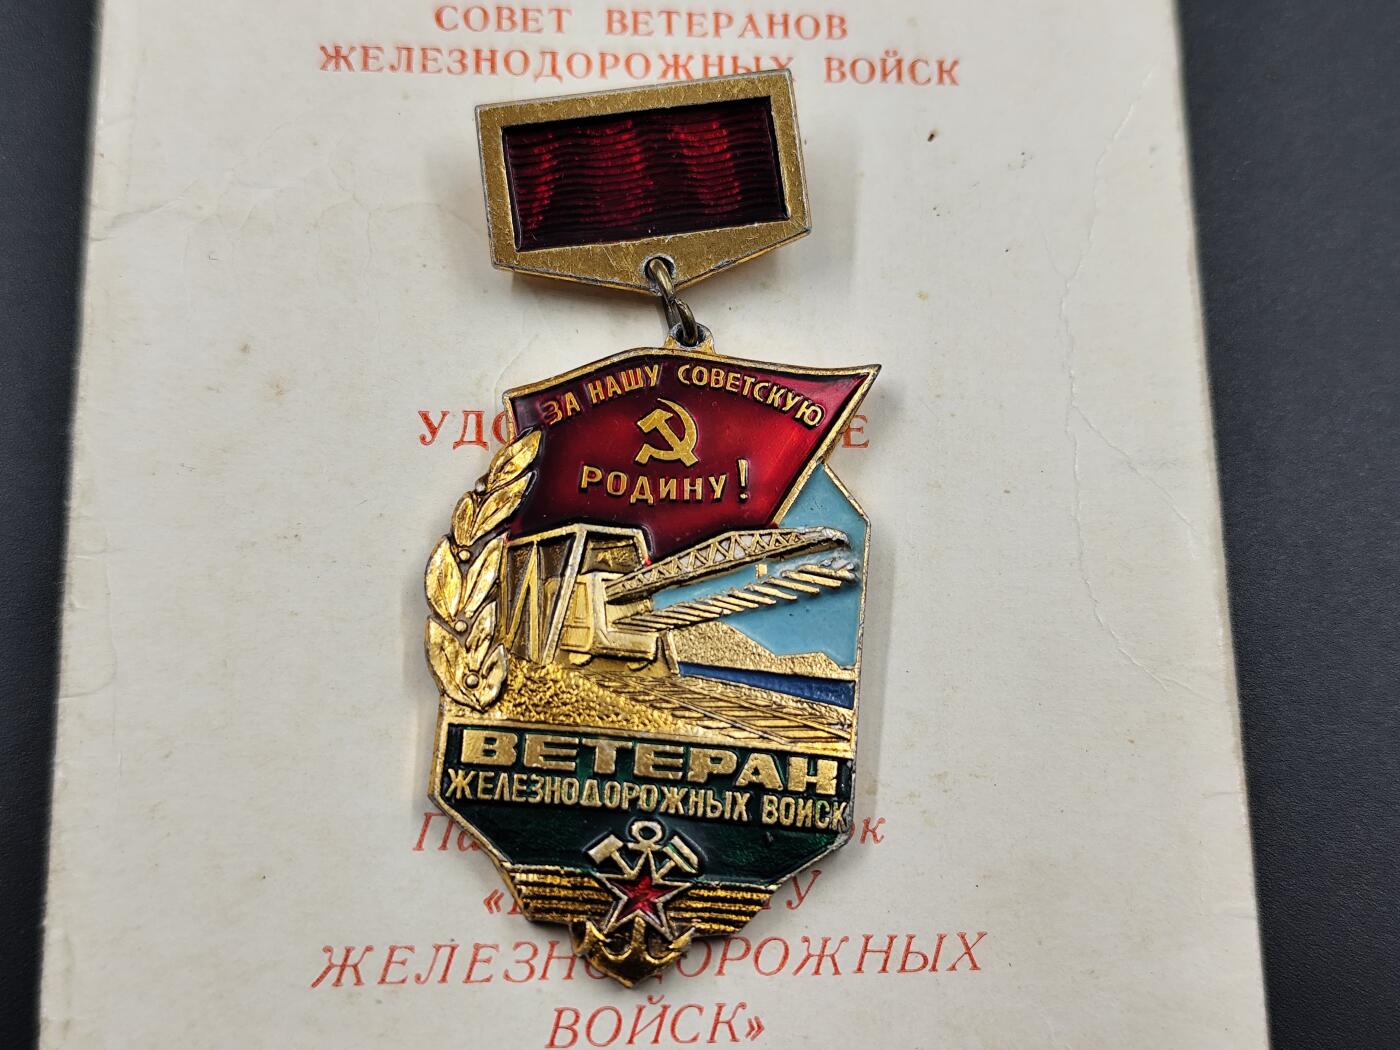 СОВЕТ ВЕТЕРАНОВ
ЖЕЛЕЗНОДОРОЖНЫХ ВОЙСК
ЗА НАШУ СОВЕТСКУЮ
РОДИНУ!
ВЕТЕРАН
ЖЕЛЕЗНОДОРОЖНЫХ ВОЙСК
ЖЕЛЕЗНОДОРОЖНЫХ
ВОЙСК»